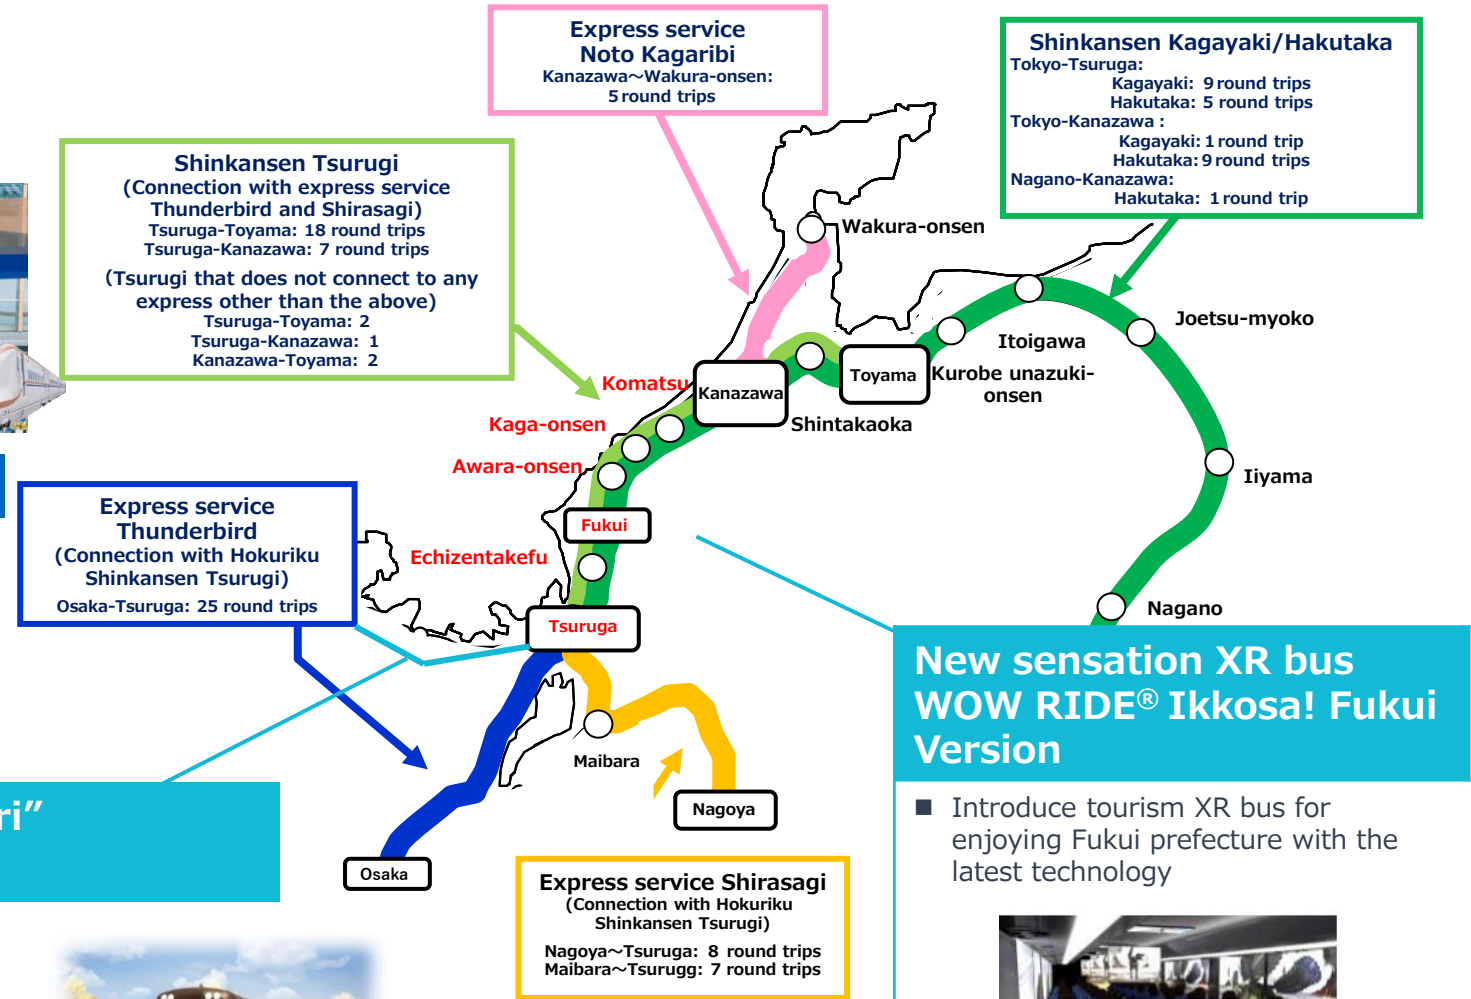 Express service
Noto Kagaribi
Kanazawa～Wakura-onsen:
5 round trips
Shinkansen Kagayaki/Hakutaka
Tokyo-Tsuruga:
Kagayaki: 9 round trips
Hakutaka: 5 round trips
Tokyo-Kanazawa :
Kagayaki: 1 round trip
Hakutaka: 9 round trips
Nagano-Kanazawa:
Hakutaka: 1 round trip
Shinkansen Tsurugi
(Connection with express service
Thunderbird and Shirasagi)
Tsuruga-Toyama: 18 round trips
Tsuruga-Kanazawa: 7 round trips
(Tsurugi that does not connect to any
express other than the above)
Tsuruga-Toyama: 2
Tsuruga-Kanazawa: 1
Kanazawa-Toyama: 2
Wakura-onsen
Joetsu-myoko
Itoigawa
Kurobe unazuki-
onsen
Toyama
Kanazawa
Shintakaoka
Komatsu
Kaga-onsen
Awara-onsen
Iiyama
Fukui
Echizentakefu
Tsuruga
Nagano
Express service
Thunderbird
(Connection with Hokuriku
Shinkansen Tsurugi)
Osaka-Tsuruga: 25 round trips
Maibara
Nagoya
Osaka
ri”
Express service Shirasagi
(Connection with Hokuriku
Shinkansen Tsurugi)
Nagoya～Tsuruga: 8 round trips
Maibara～Tsurugg: 7 round trips
New sensation XR bus
WOW RIDE® Ikkosa! Fukui
Version
■ Introduce tourism XR bus for
enjoying Fukui prefecture with the
latest technology